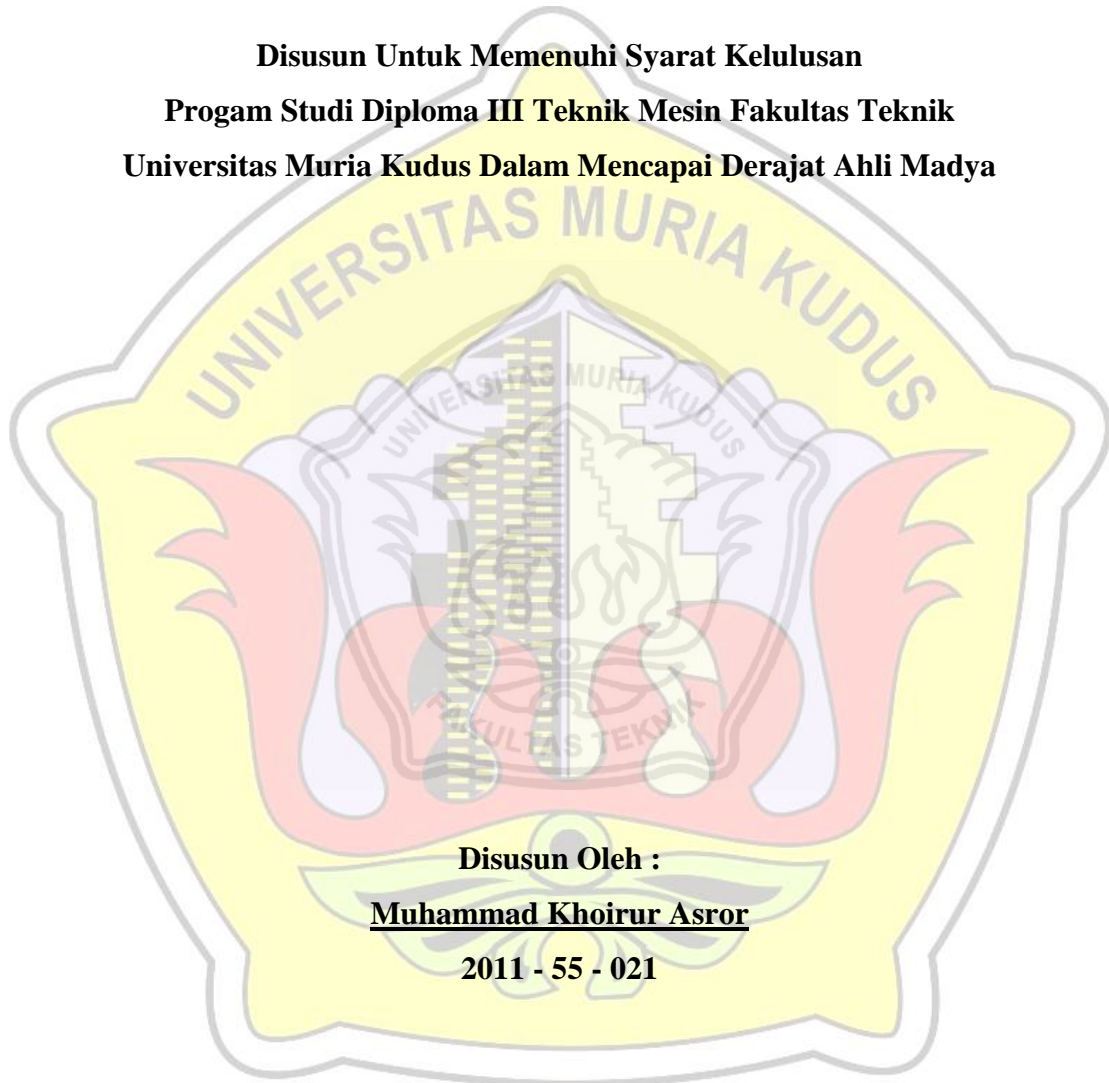 Disusun Untuk Memenuhi Syarat Kelulusan
Progam Studi Diploma III Teknik Mesin Fakultas Teknik
Universitas Muria Kudus Dalam Mencapai Derajat Ahli Madya
UNIVERSITAS MURIA KUDUS
UNIVERSITAS MURIA KUDUS
FAKULTAS TEKNIK
Disusun Oleh :
Muhammad Khoirur Asror
2011 - 55 - 021